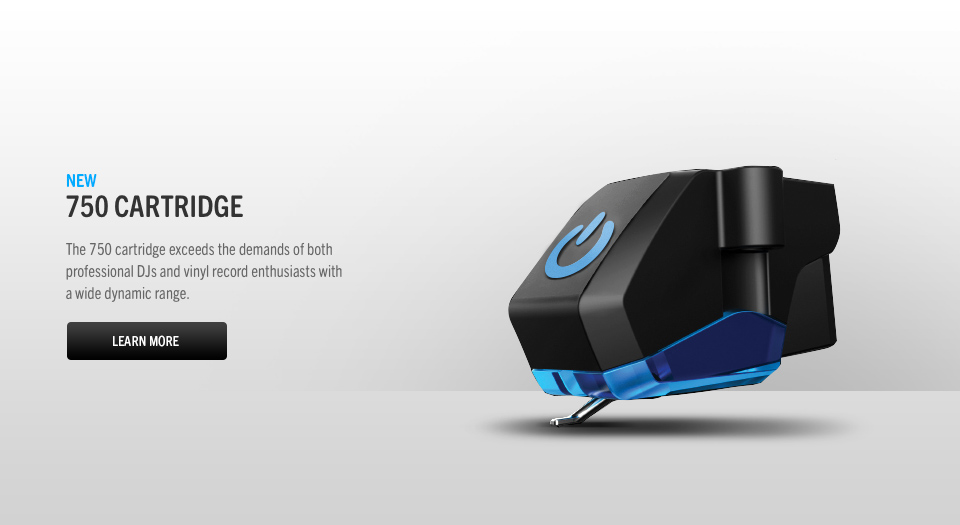 NEW
750 CARTRIDGE
The 750 cartridge exceeds the demands of both
professional DJs and vinyl record enthusiasts with
a wide dynamic range.
LEARN MORE